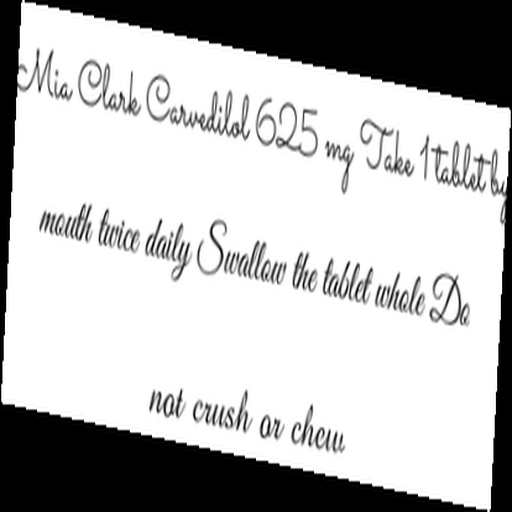 Mia Clark Carvedilol 625 mg Take 1 tablet by
mouth twice daily Swallow the tablet whole Do
not crush or chew